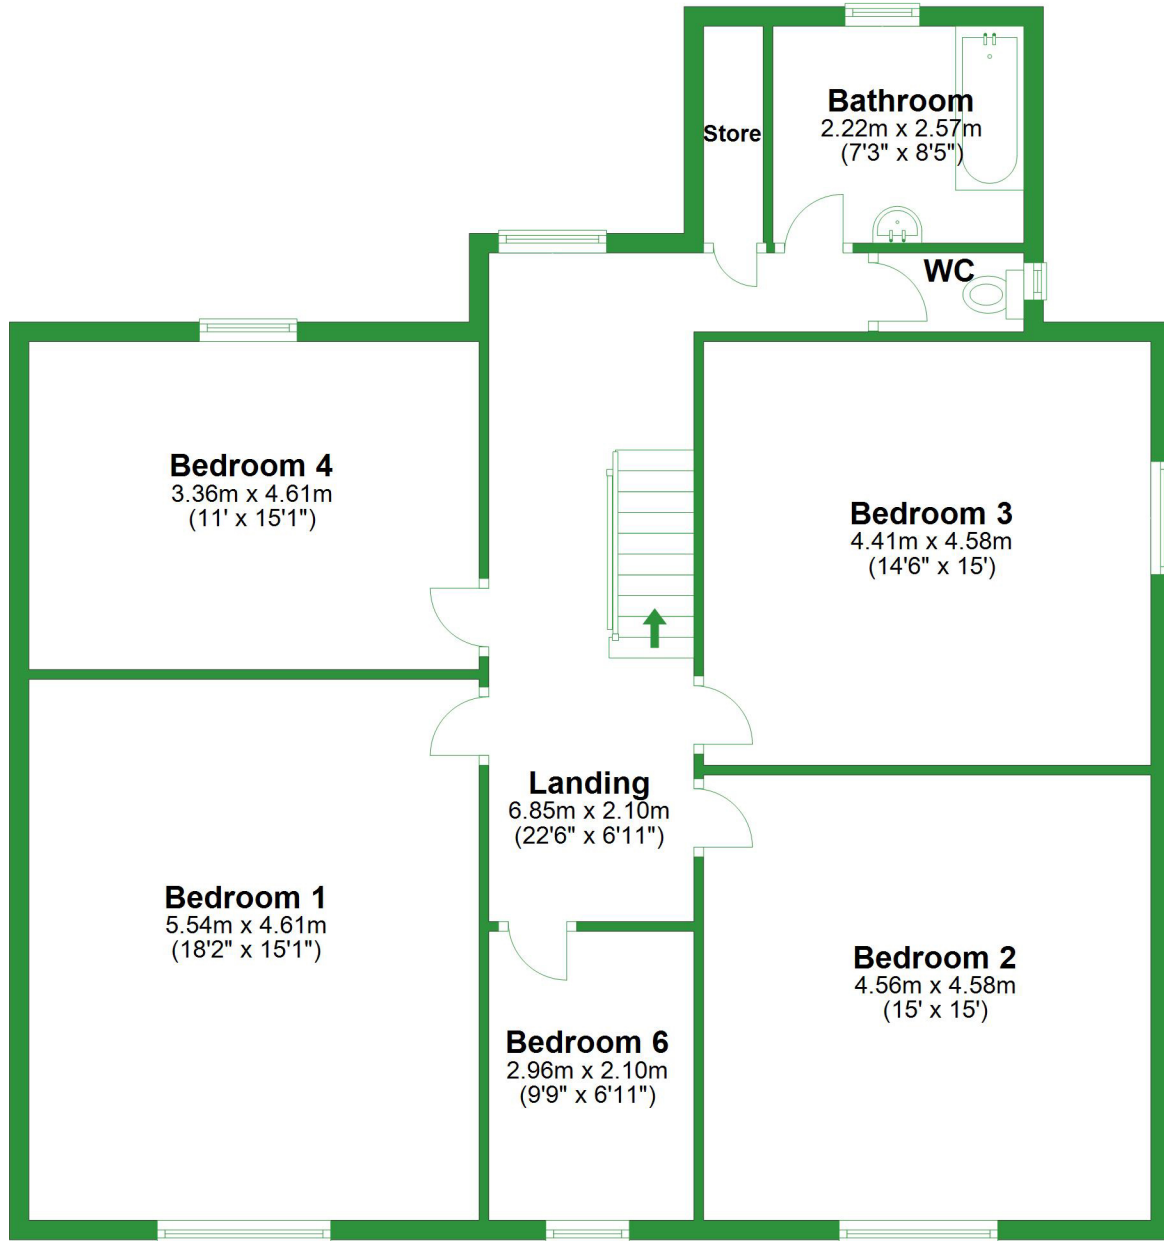 Bathroom
2.22m x 2.57m
(7'3" x 8'5")
Store
WC
Bedroom 4
3.36m x 4.61m
(11' x 15'1")
Bedroom 3
4.41m x 4.58m
(14'6" x 15')
Landing
6.85m x 2.10m
(22'6" x 6'11")
Bedroom 1
5.54m x 4.61m
(18'2" x 15'1")
Bedroom 2
4.56m x 4.58m
(15' x 15')
Bedroom 6
2.96m x 2.10m
(9'9" x 6'11")